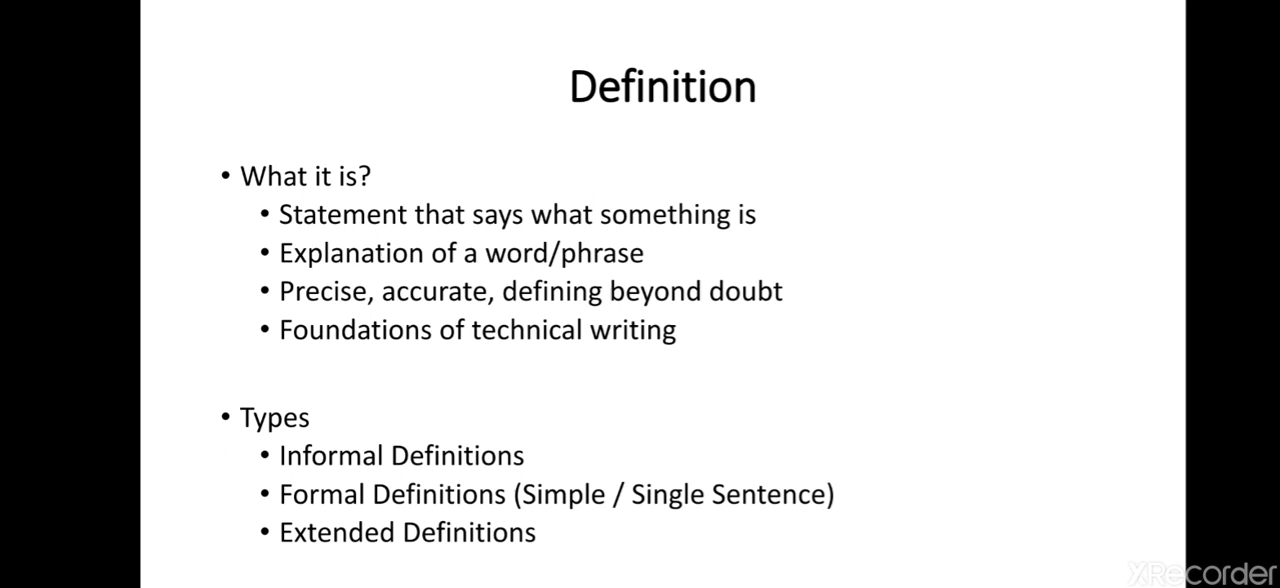 Definition
• What it is?
• Statement that says what something is
• Explanation of a word/phrase
• Precise, accurate, defining beyond doubt
• Foundations of technical writing
• Types
• Informal Definitions
• Formal Definitions (Simple / Single Sentence)
• Extended Definitions
XRecorder